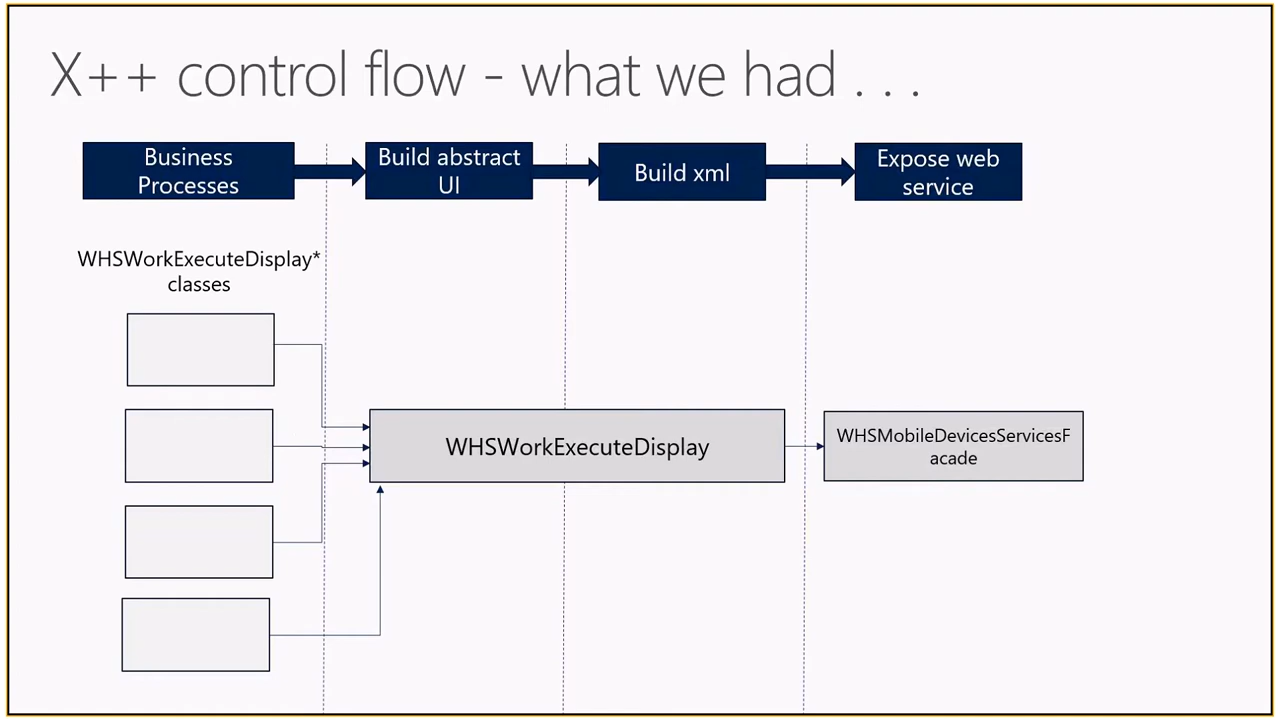 X++ control flow - what we had . . .
Business
Processes
Build abstract
UI
Build xml
Expose web
service
WHSWorkExecuteDisplay*
classes
WHSWorkExecuteDisplay
WHSMobileDevicesServicesF
acade